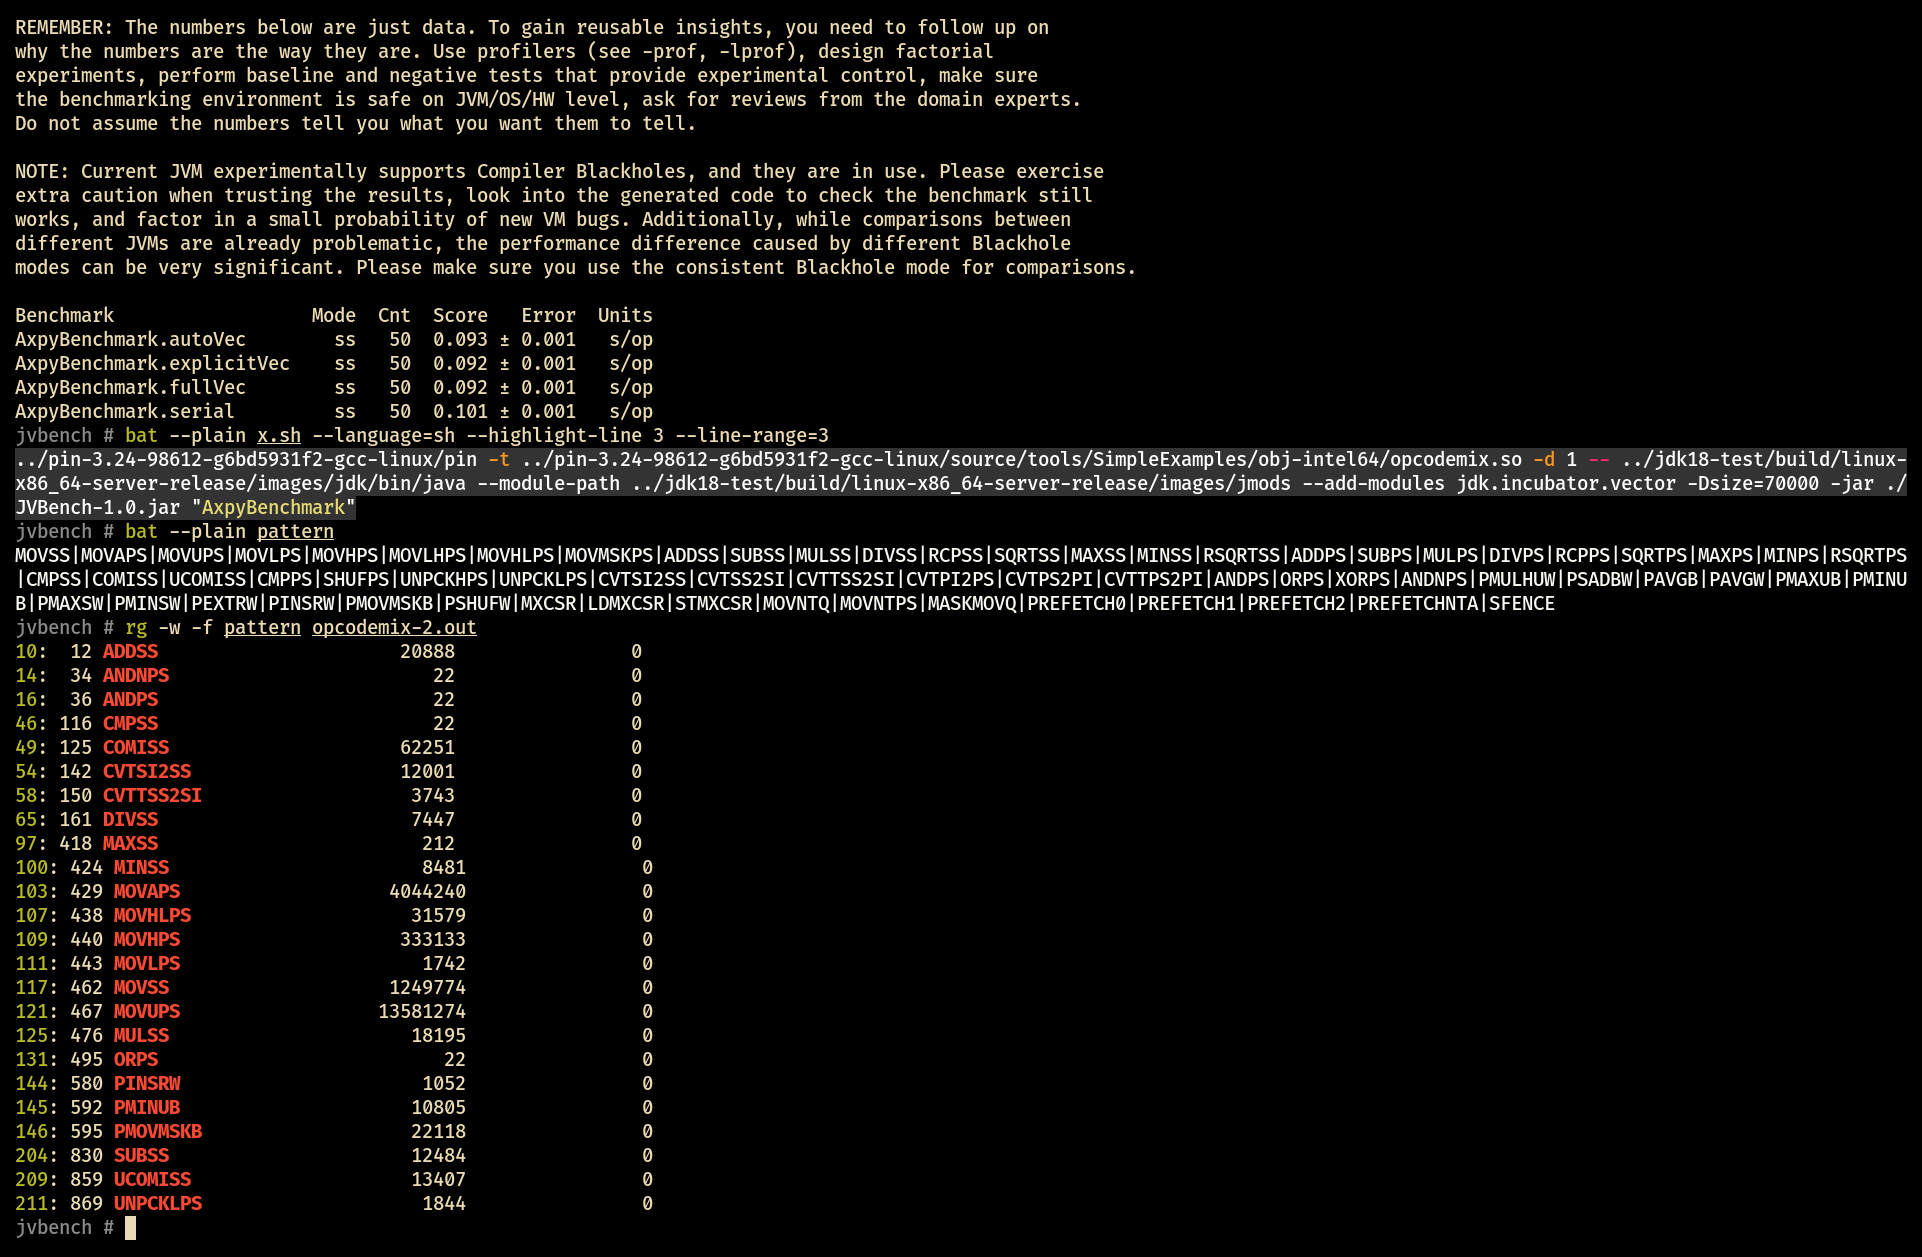 REMEMBER: The numbers below are just data. To gain reusable insights, you need to follow up on
why the numbers are the way they are. Use profilers (see -prof, -lprof), design factorial
experiments, perform baseline and negative tests that provide experimental control, make sure
the benchmarking environment is safe on JVM/OS/HW level, ask for reviews from the domain experts.
Do not assume the numbers tell you what you want them to tell.

NOTE: Current JVM experimentally supports Compiler Blackholes, and they are in use. Please exercise
extra caution when trusting the results, look into the generated code to check the benchmark still
works, and factor in a small probability of new VM bugs. Additionally, while comparisons between
different JVMs are already problematic, the performance difference caused by different Blackhole
modes can be very significant. Please make sure you use the consistent Blackhole mode for comparisons.

Benchmark                  Mode  Cnt  Score   Error  Units
AxpyBenchmark.autoVec        ss   50  0.093 ± 0.001   s/op
AxpyBenchmark.explicitVec    ss   50  0.092 ± 0.001   s/op
AxpyBenchmark.fullVec        ss   50  0.092 ± 0.001   s/op
AxpyBenchmark.serial         ss   50  0.101 ± 0.001   s/op
jvbench # bat --plain x.sh --language=sh --highlight-line 3 --line-range=3
../pin-3.24-98612-g6bd5931f2-gcc-linux/pin -t ../pin-3.24-98612-g6bd5931f2-gcc-linux/source/tools/SimpleExamples/obj-intel64/opcodemix.so -d 1 -- ../jdk18-test/build/linux-
x86_64-server-release/images/jdk/bin/java --module-path ../jdk18-test/build/linux-x86_64-server-release/images/jmods --add-modules jdk.incubator.vector -Dsize=70000 -jar ./
JVBench-1.0.jar "AxpyBenchmark"
jvbench # bat --plain pattern
MOVSS|MOVAPS|MOVUPS|MOVLPS|MOVHPS|MOVLHPS|MOVHLPS|MOVMSKPS|ADDSS|SUBSS|MULSS|DIVSS|RCPSS|SQRTSS|MAXSS|MINSS|RSQRTSS|ADDPS|SUBPS|MULPS|DIVPS|RCPPS|SQRTPS|MAXPS|MINPS|RSQRTPS
|CMPSS|COMISS|UCOMISS|CMPPS|SHUFPS|UNPCKHPS|UNPCKLPS|CVTSI2SS|CVTSS2SI|CVTTSS2SI|CVTPI2PS|CVTPS2PI|CVTTPS2PI|ANDPS|ORPS|XORPS|ANDNPS|PMULHUW|PSADBW|PAVGB|PAVGW|PMAXUB|PMINU
B|PMAXSW|PMINSW|PEXTRW|PINSRW|PMOVMSKB|PSHUFW|MXCSR|LDMXCSR|STMXCSR|MOVNTQ|MOVNTPS|MASKMOVQ|PREFETCH0|PREFETCH1|PREFETCH2|PREFETCHNTA|SFENCE
jvbench # rg -w -f pattern opcodemix-2.out
10:  12 ADDSS                      20888                0
14:  34 ANDNPS                        22                0
16:  36 ANDPS                         22                0
46: 116 CMPSS                         22                0
49: 125 COMISS                     62251                0
54: 142 CVTSI2SS                   12001                0
58: 150 CVTTSS2SI                   3743                0
65: 161 DIVSS                       7447                0
97: 418 MAXSS                        212                0
100: 424 MINSS                       8481                0
103: 429 MOVAPS                   4044240                0
107: 438 MOVHLPS                    31579                0
109: 440 MOVHPS                    333133                0
111: 443 MOVLPS                      1742                0
117: 462 MOVSS                    1249774                0
121: 467 MOVUPS                  13581274                0
125: 476 MULSS                      18195                0
131: 495 ORPS                          22                0
144: 580 PINSRW                      1052                0
145: 592 PMINUB                     10805                0
146: 595 PMOVMSKB                   22118                0
204: 830 SUBSS                      12484                0
209: 859 UCOMISS                    13407                0
211: 869 UNPCKLPS                    1844                0
jvbench #